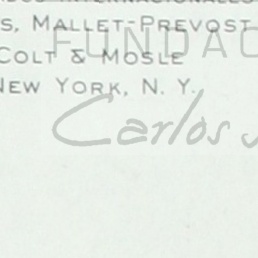 S, MALLET-PREVOST
FUNDAC
COLT & MOSLE
NEW YORK, N. Y.
Carlos